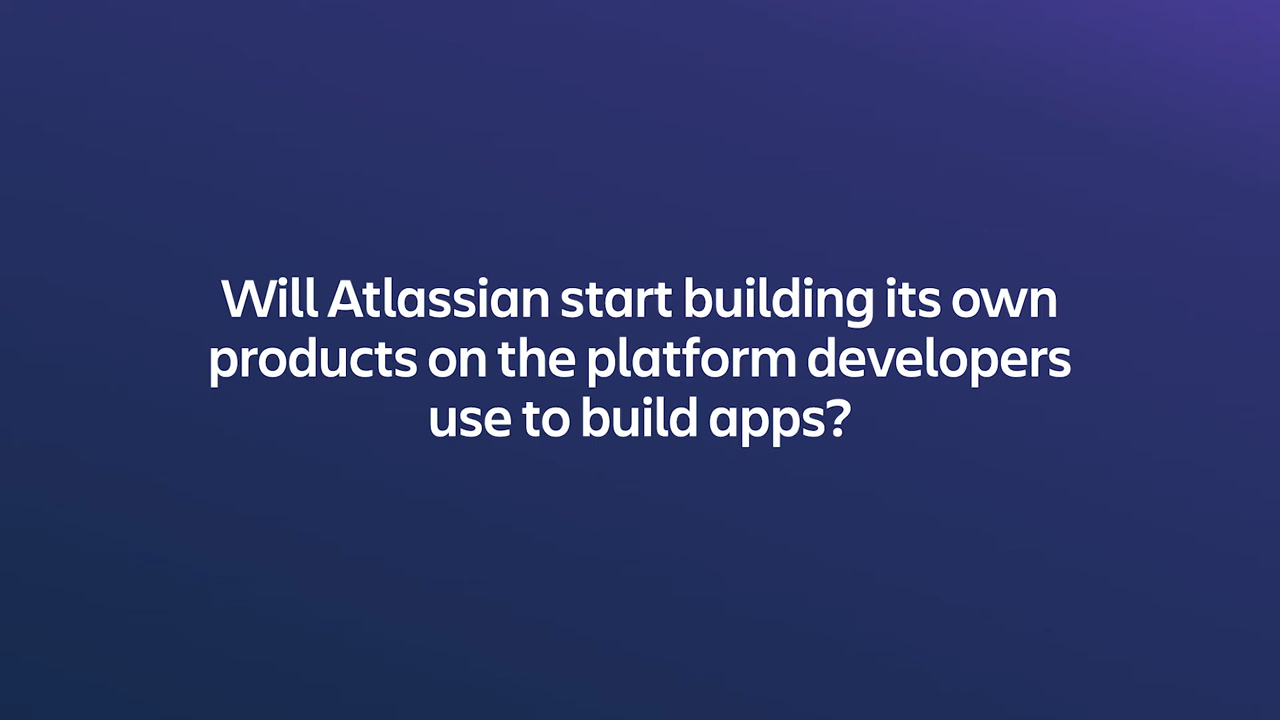 Will Atlassian start building its own
products on the platform developers
use to build apps?